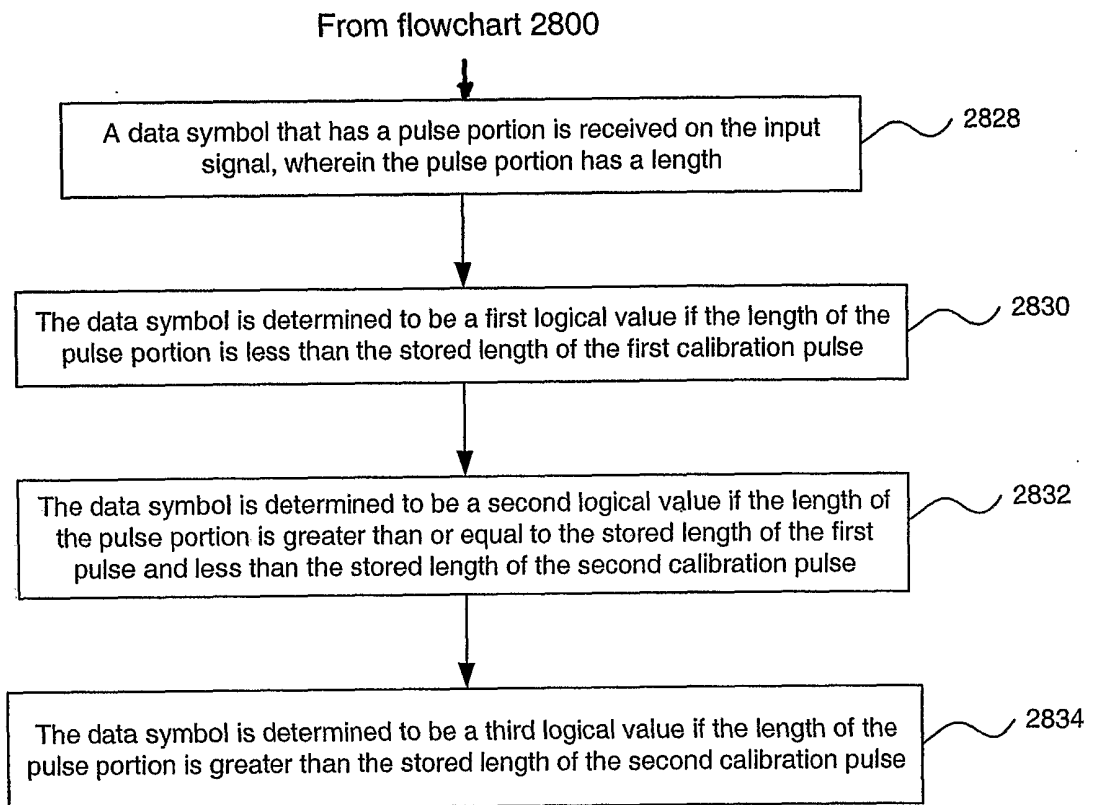 From flowchart 2800
A data symbol that has a pulse portion is received on the input
signal, wherein the pulse portion has a length
2828
The data symbol is determined to be a first logical value if the length of the
pulse portion is less than the stored length of the first calibration pulse
2830
The data symbol is determined to be a second logical value if the length of
the pulse portion is greater than or equal to the stored length of the first
pulse and less than the stored length of the second calibration pulse
2832
The data symbol is determined to be a third logical value if the length of the
pulse portion is greater than the stored length of the second calibration pulse
2834